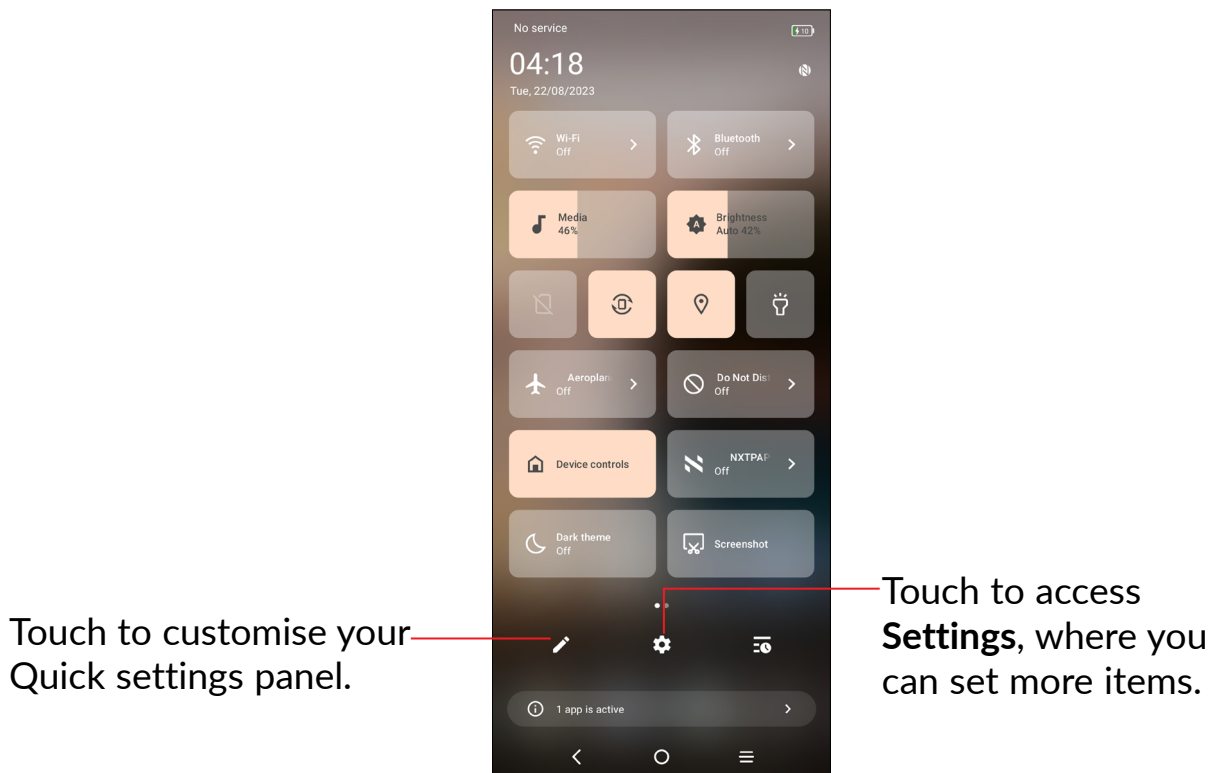 No service
10
04:18
Tue, 22/08/2023
Wi-Fi
Off
Bluetooth
Off
Media
46%
Brightness
Auto 42%
A
Aeroplan
Off
Do Not Dist
Off
Device controls
NXTPAP
Off
Dark theme
Off
Screenshot
1 app is active
Touch to customise your
Quick settings panel.
Touch to access
Settings, where you
can set more items.